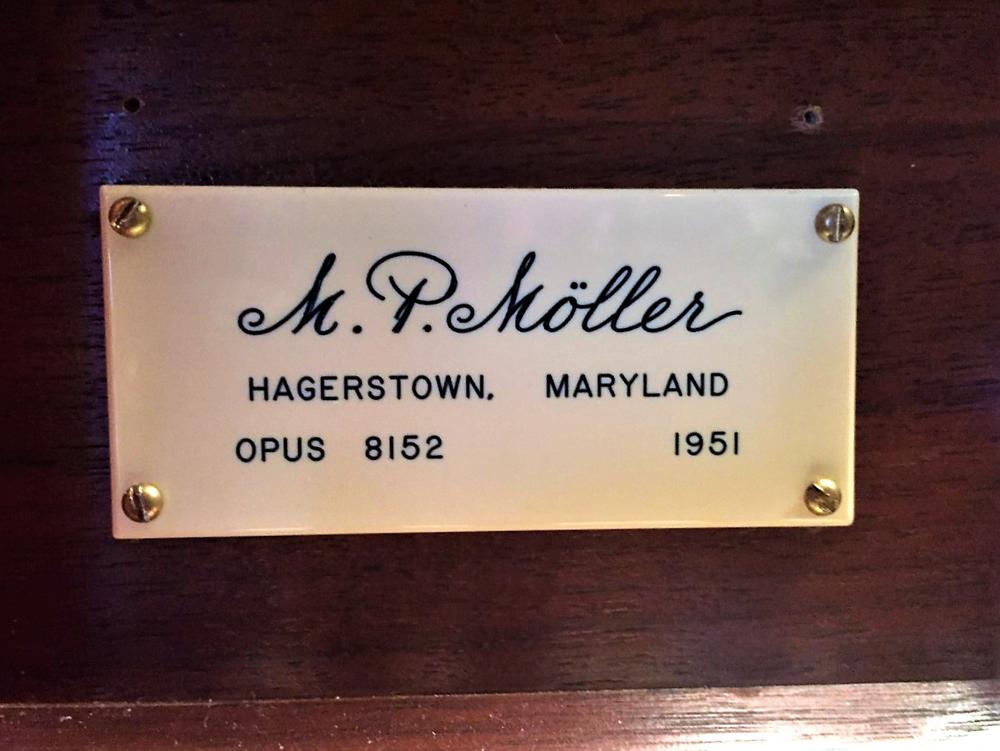 M. P. Möller
HAGERSTOWN, MARYLAND
OPUS 8152 1951